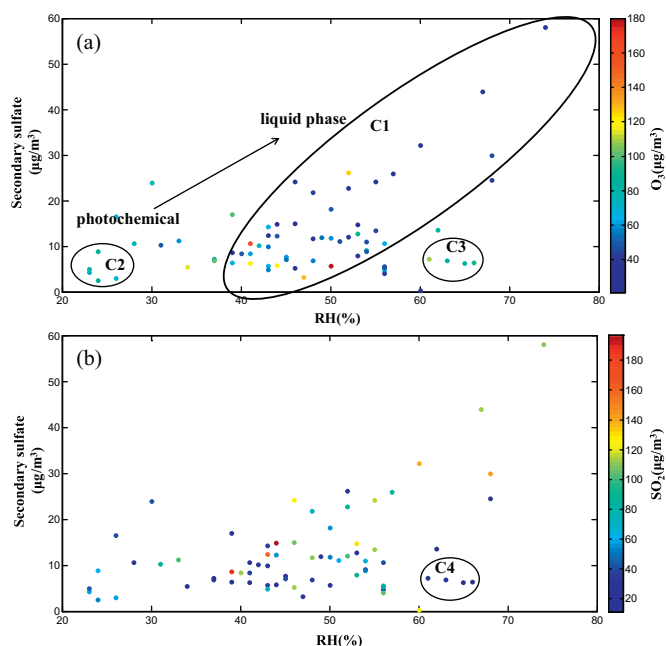 (a)
60
50
40
30
20
10
0
Secondary sulfate
(µg/m³)
liquid phase
C1
photochemical
C2
C3
20 30 40 50 60 70 80
RH(%)
180
160
140
120
100
80
60
40
20
O₃(µg/m³)
(b)
60
50
40
30
20
10
0
Secondary sulfate
(µg/m³)
C4
20 30 40 50 60 70 80
RH(%)
180
160
140
120
100
80
60
40
20
SO₂(µg/m³)